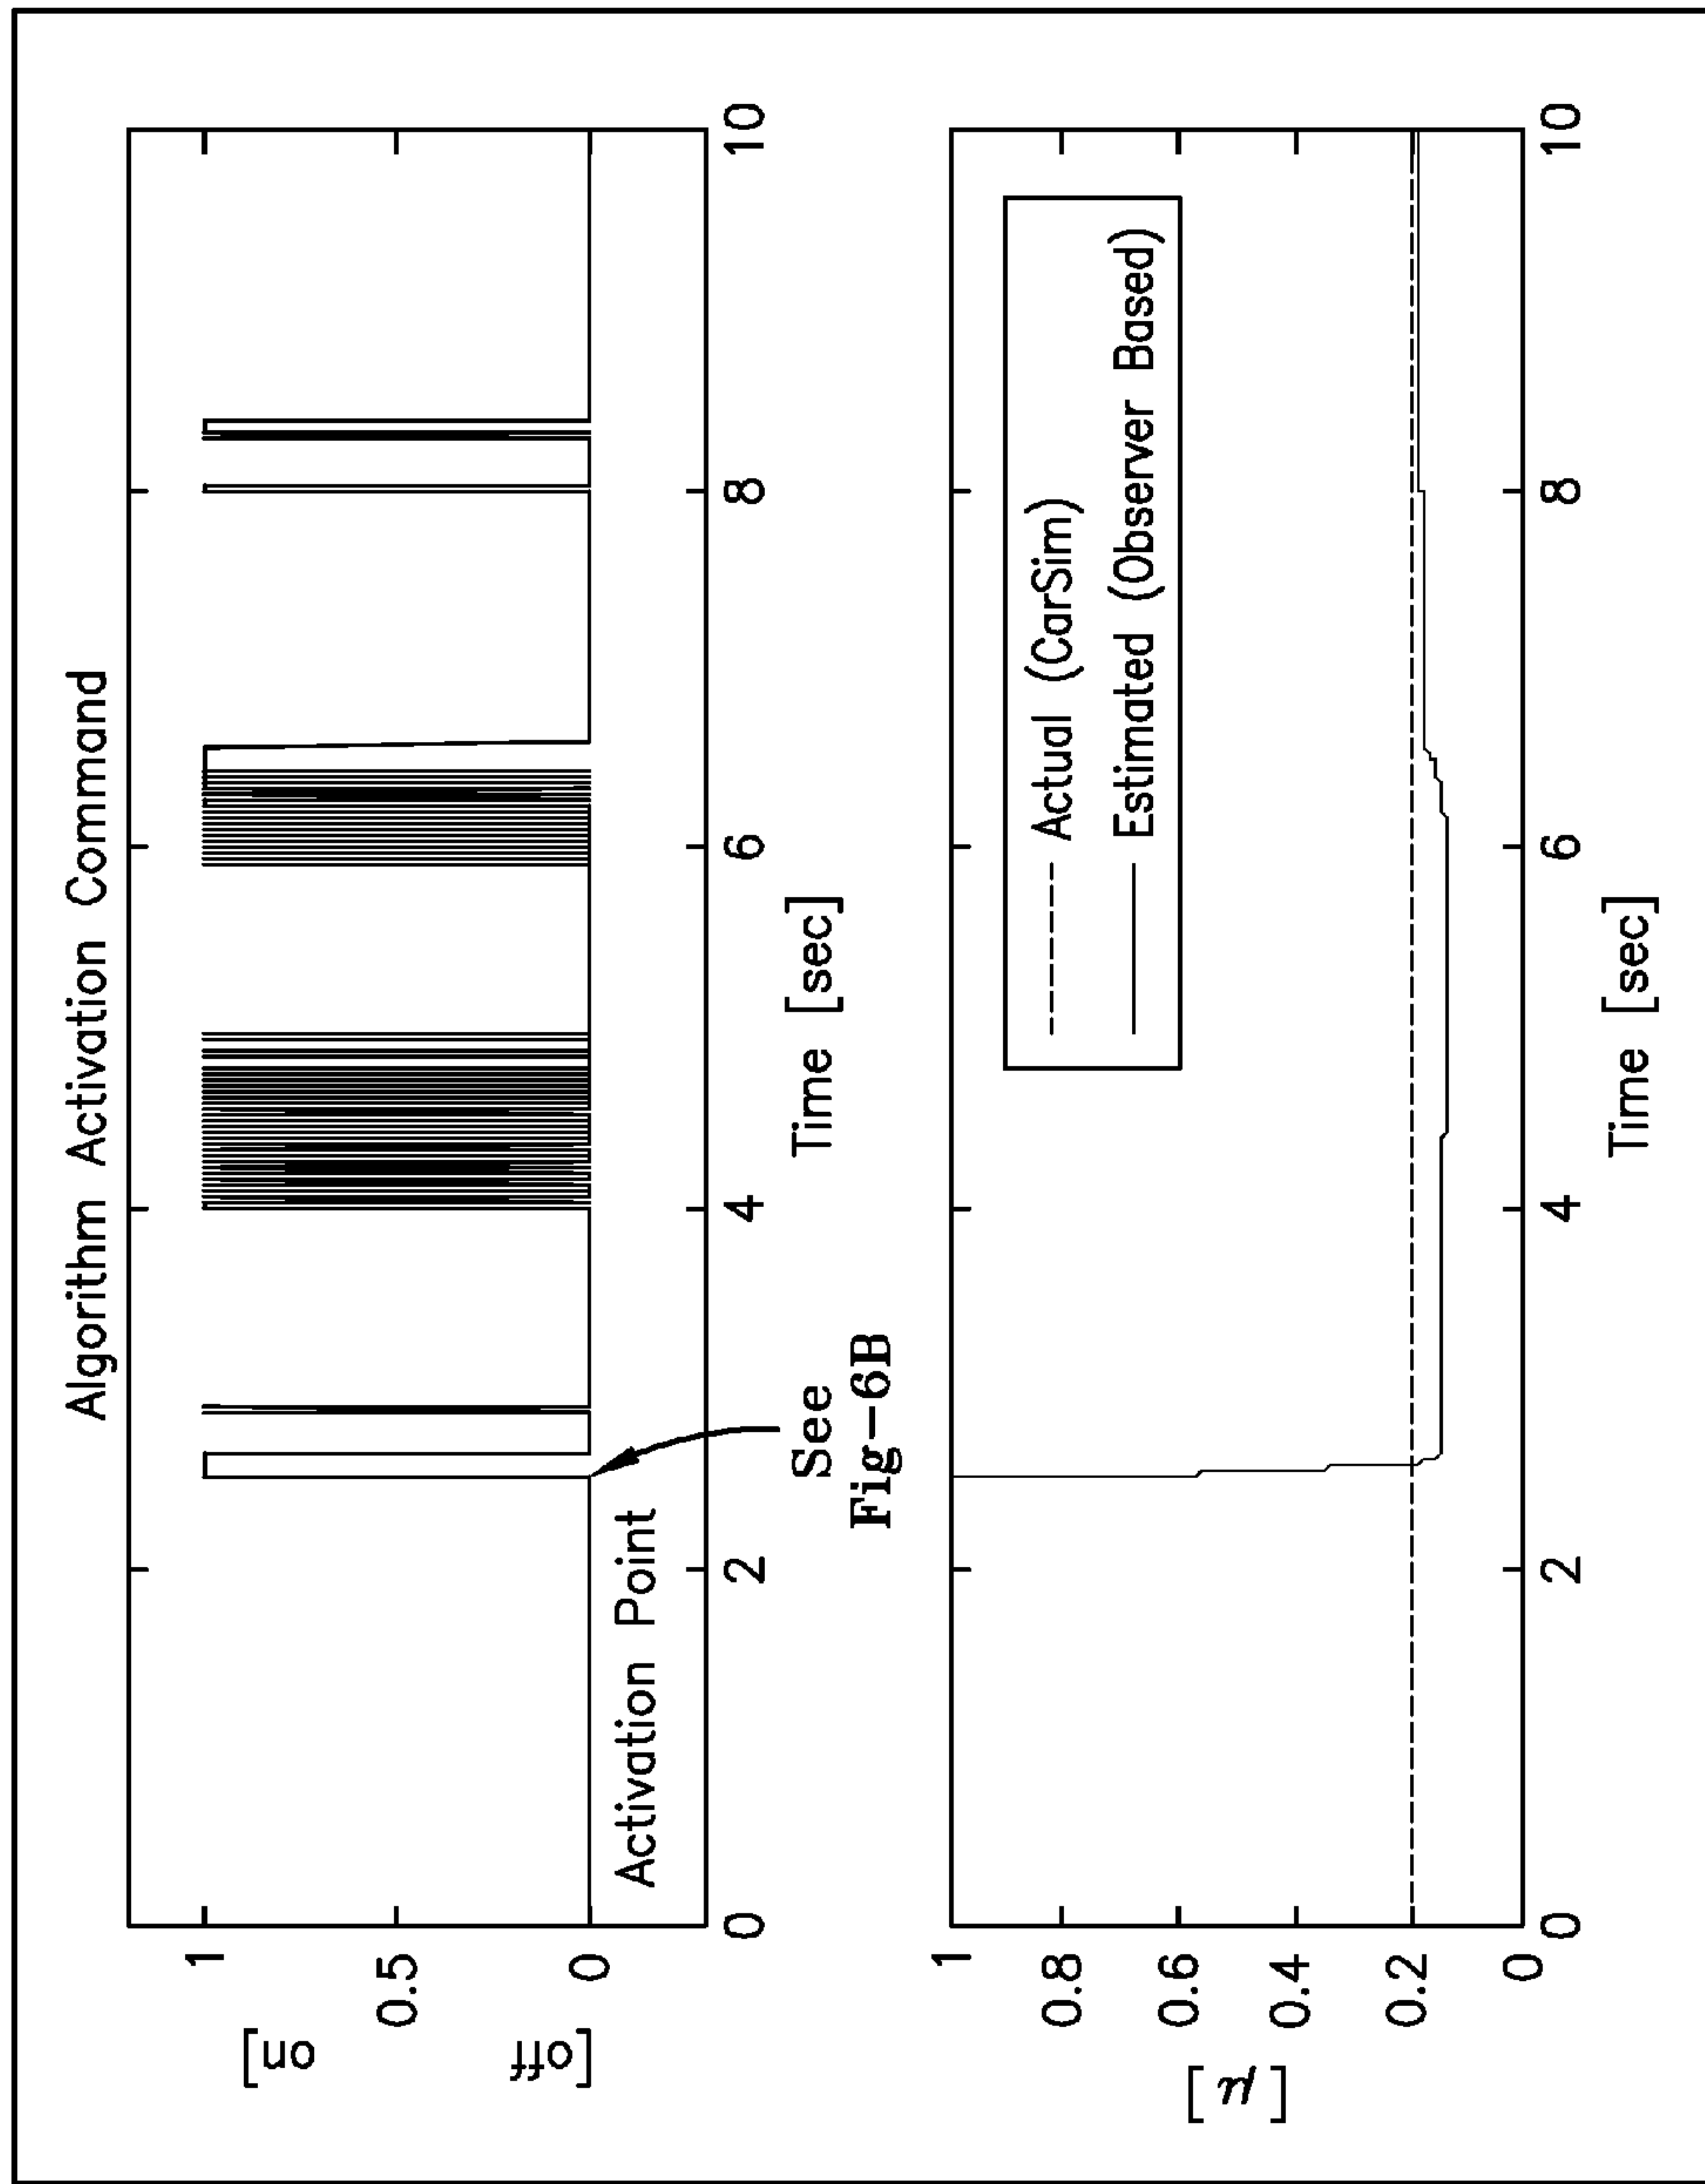 Algorithm Activation Command
[off on]
1
0.5
0
Activation Point
0 2 4 6 8 10
Time [sec]
See
Fig-6B
[μ]
1
0.8
0.6
0.4
0.2
0
Actual (CarSim)
Estimated (Observer Based)
0 2 4 6 8 10
Time [sec]